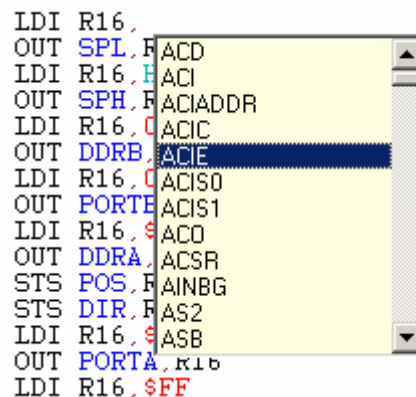 LDI R16,
OUT SPL,R
LDI R16,H
OUT SPH,R
LDI R16,
OUT DDRB,
LDI R16,
OUT PORTB
LDI R16,$
OUT DDRA,
STS POS,R
STS DIR,R
LDI R16,$
OUT PORTA,R16
LDI R16,$FF
ACD
ACI
ACIADDR
ACIC
ACIE
ACIS0
ACIS1
ACO
ACSR
AINBG
AS2
ASB